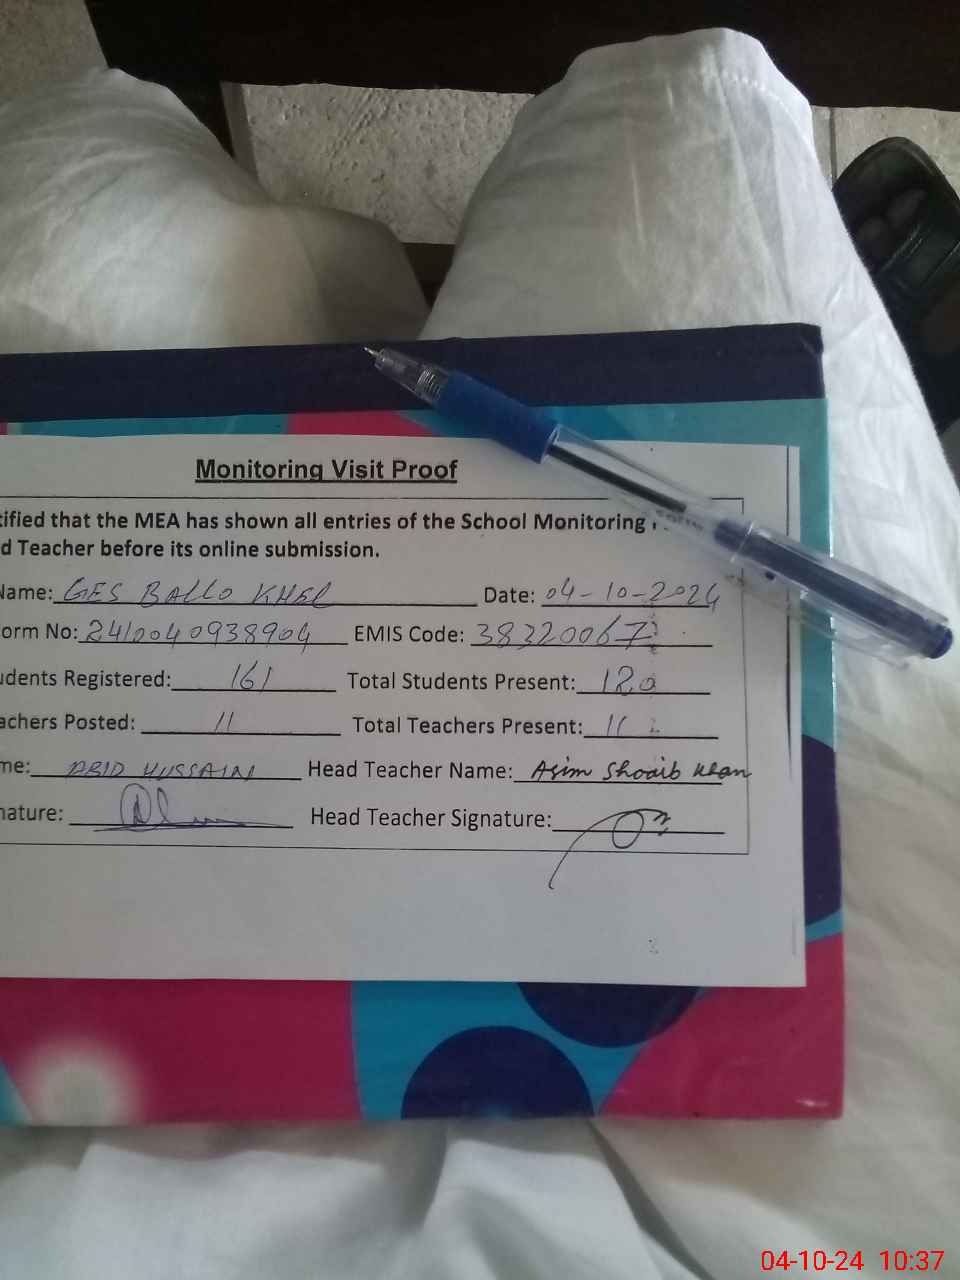 Monitoring Visit Proof
tified that the MEA has shown all entries of the School Monitoring
d Teacher before its online submission.
Name: GES BALLO KHEL Date: 04-10-2024
orm No: 2410040938904 EMIS Code: 38320067
udents Registered: 161 Total Students Present: 120
achers Posted: 11 Total Teachers Present: 11
me: ABID HUSSAIN Head Teacher Name: Asim Shoaib Khan
nature: Head Teacher Signature:
04-10-24 10:37